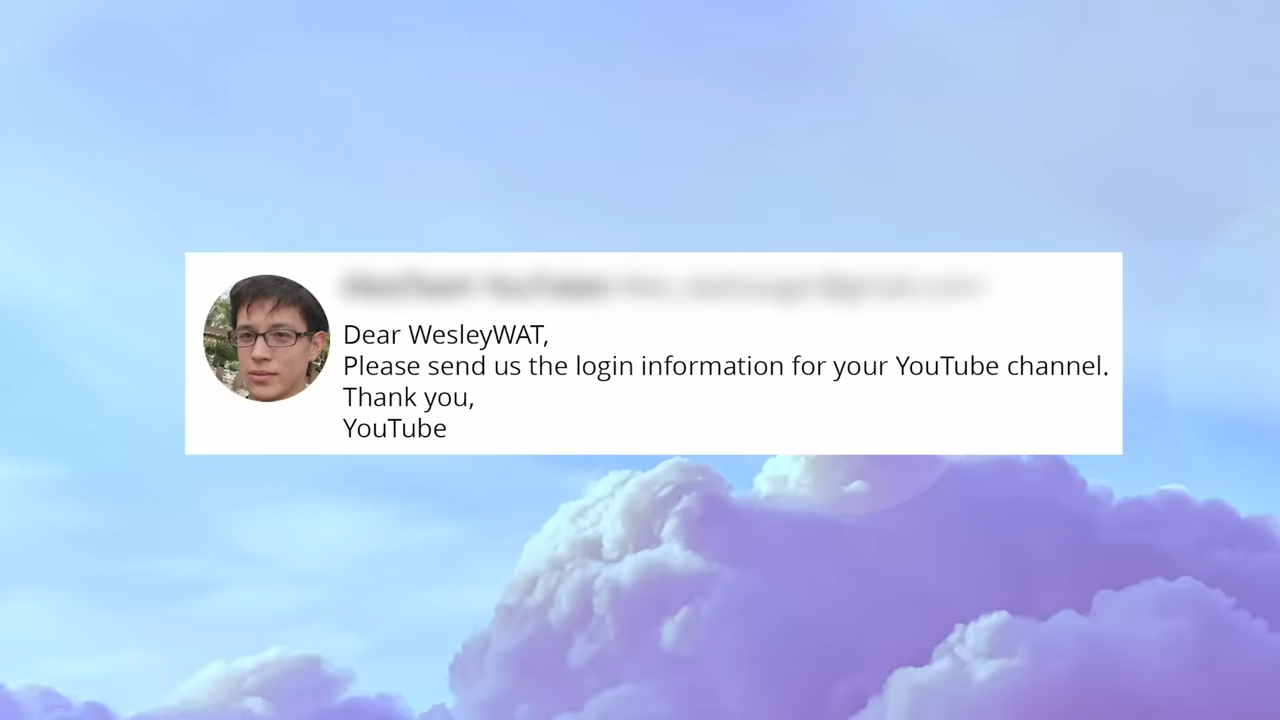 Dear WesleyWAT,
Please send us the login information for your YouTube channel.
Thank you,
YouTube